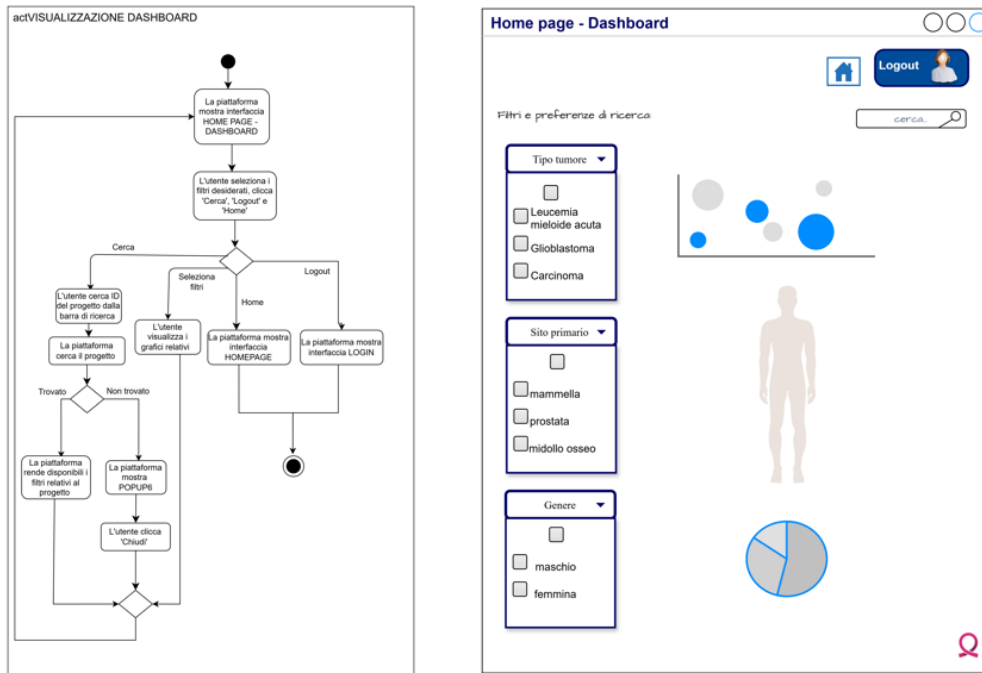 actVISUALIZZAZIONE DASHBOARD
La piattaforma
mostra interfaccia
HOME PAGE -
DASHBOARD
L'utente seleziona i
filtri desiderati, clicca
'Cerca', 'Logout' e
'Home'
Cerca
Seleziona
filtri
Home
Logout
L'utente cerca ID
del progetto dalla
barra di ricerca
La piattaforma
cerca il progetto
L'utente
visualizza i
grafici relativi
La piattaforma mostra
interfaccia
HOMEPAGE
La piattaforma mostra
interfaccia LOGIN
Trovato
Non trovato
La piattaforma
rende disponibili i
filtri relativi al
progetto
La piattaforma
mostra
POPUP6
L'utente clicca
'Chiudi'
Home page - Dashboard
Logout
Filtri e preferenze di ricerca:
cerca..
Tipo tumore
Leucemia
mieloide acuta
Glioblastoma
Carcinoma
Sito primario
mammella
prostata
midollo osseo
Genere
maschio
femmina